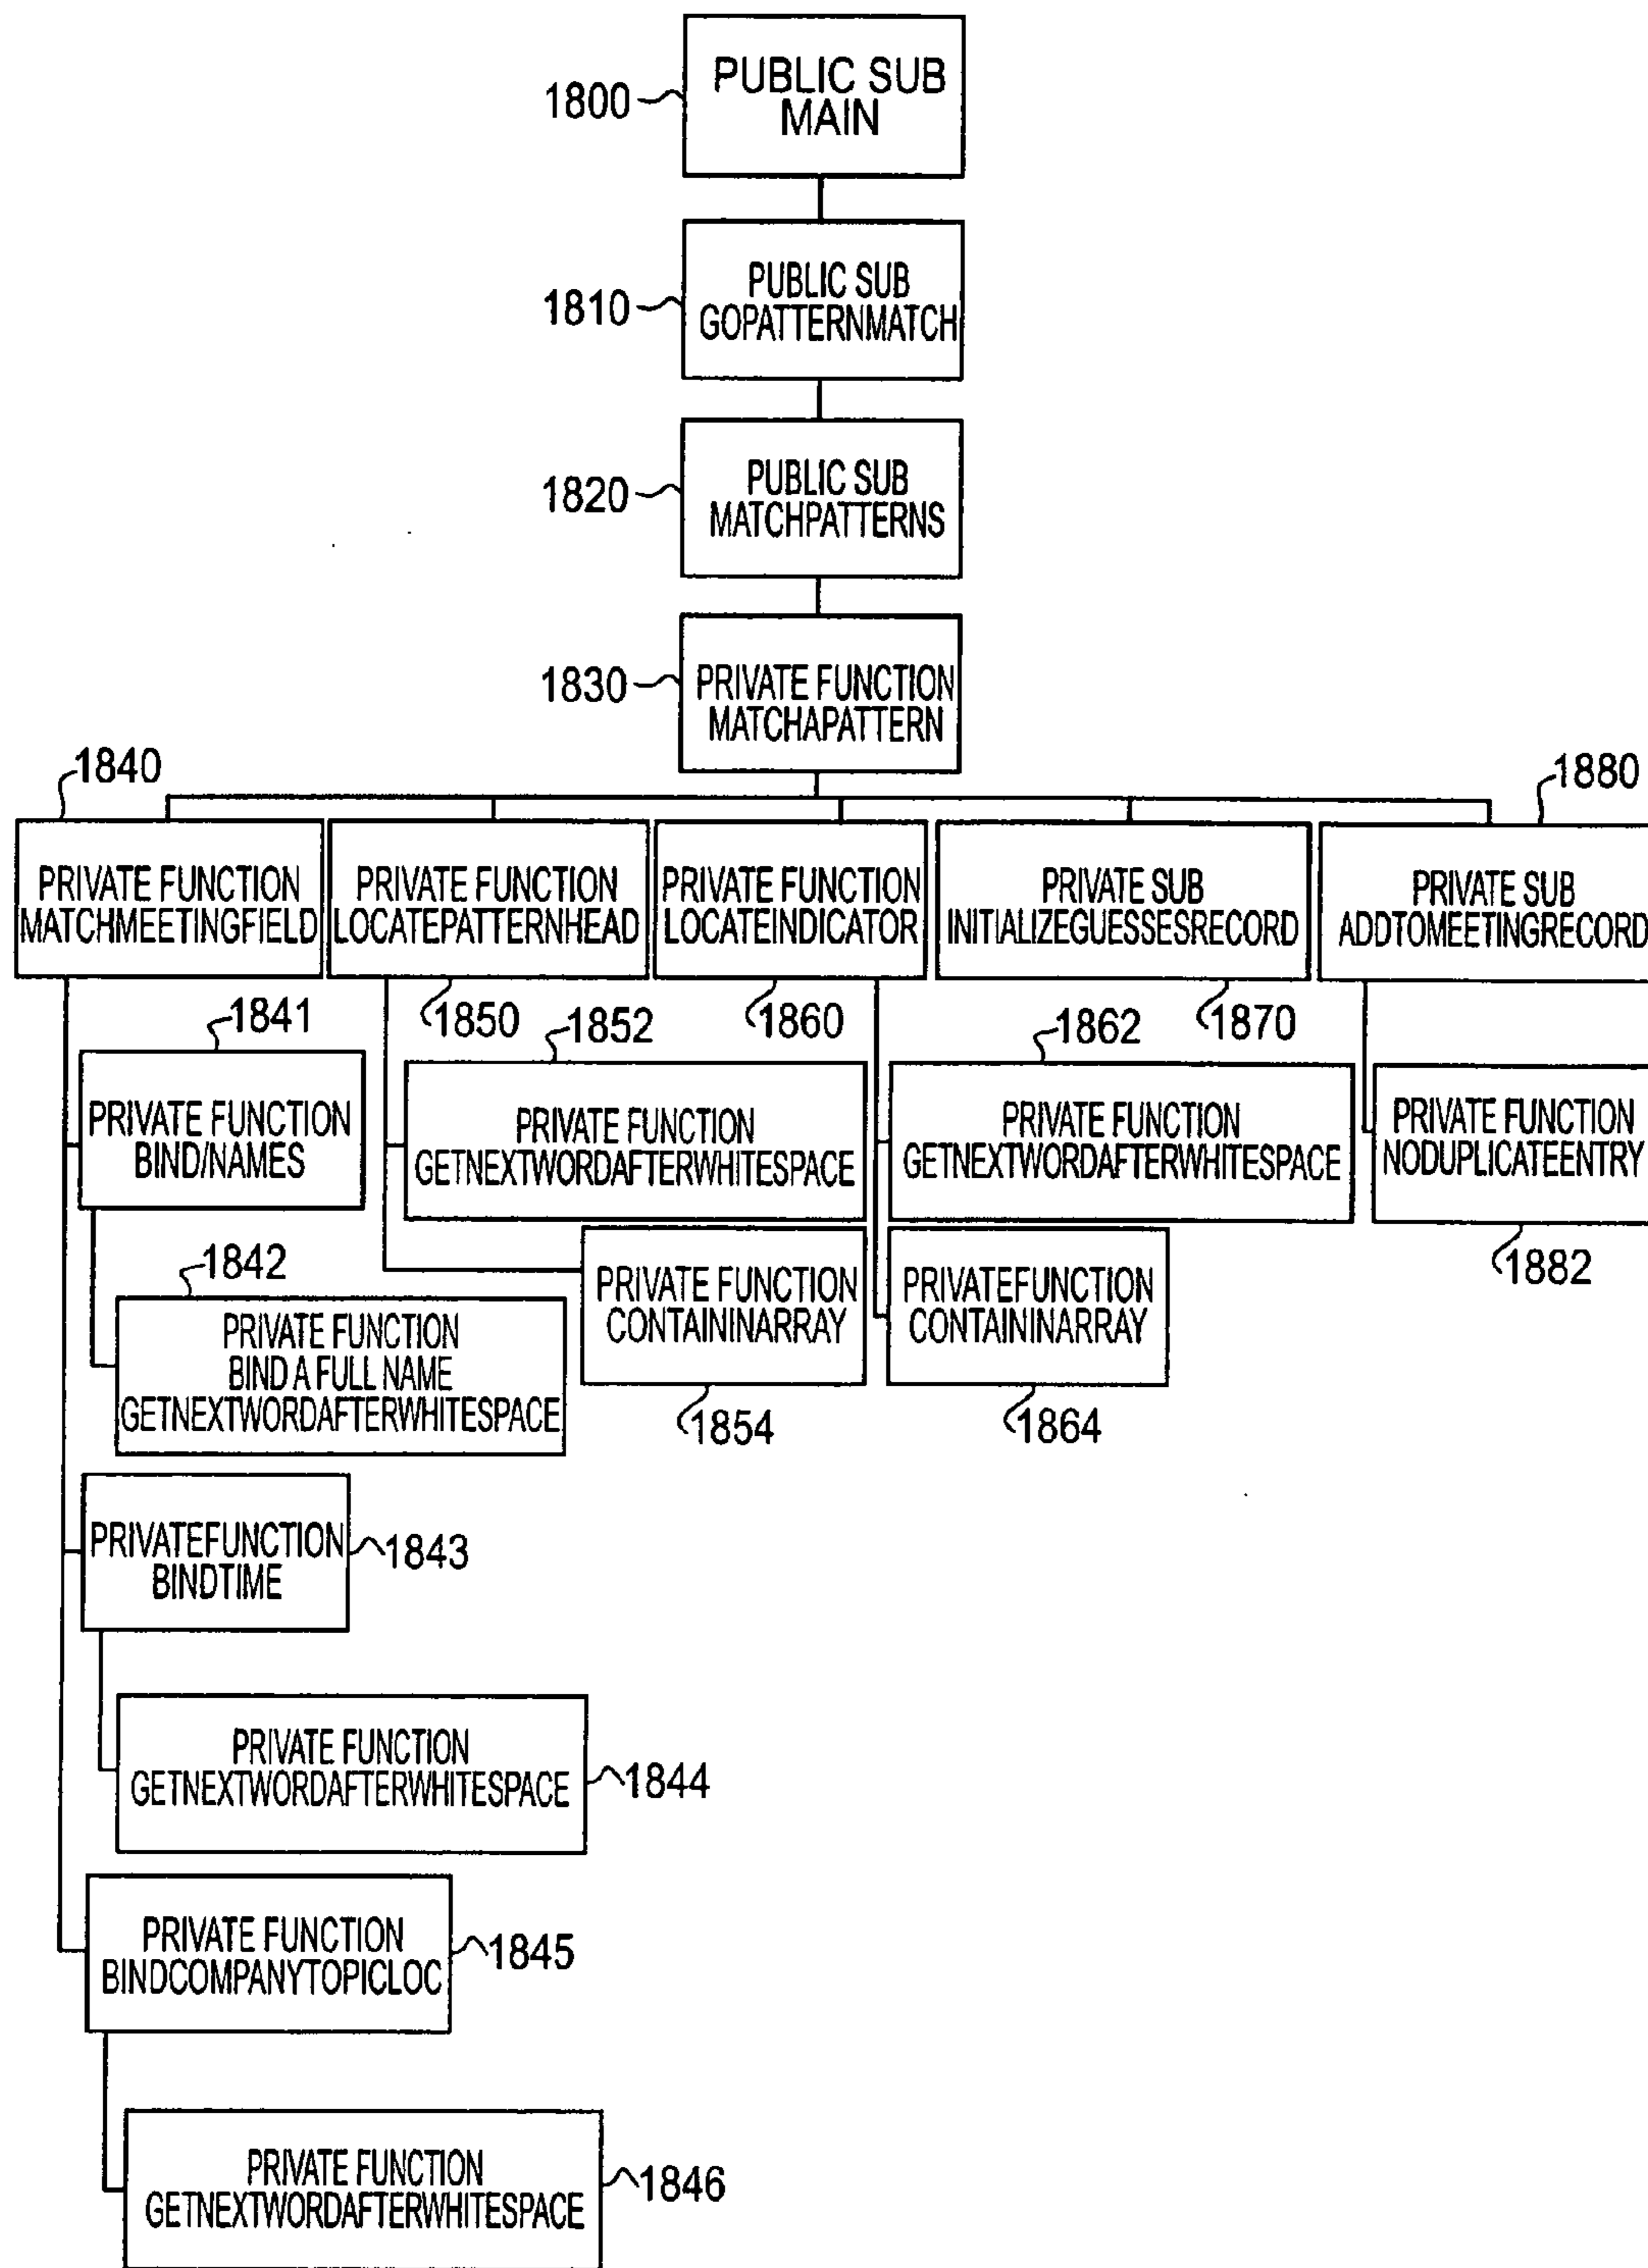 1800
PUBLIC SUB
MAIN
1810
PUBLIC SUB
GOPATTERNMATCH
1820
PUBLIC SUB
MATCHPATTERNS
1830
PRIVATE FUNCTION
MATCHAPATTERN
1840
1880
PRIVATE FUNCTION
MATCHMEETINGFIELD
PRIVATE FUNCTION
LOCATEPATTERNHEAD
PRIVATE FUNCTION
LOCATEINDICATOR
PRIVATE SUB
INITIALIZEGUESSESRECORD
PRIVATE SUB
ADDTOMEETINGRECORD
1850
1860
1870
1841
PRIVATE FUNCTION
BIND/NAMES
1852
PRIVATE FUNCTION
GETNEXTWORDAFTERWHITESPACE
1862
PRIVATE FUNCTION
GETNEXTWORDAFTERWHITESPACE
PRIVATE FUNCTION
NODUPLICATEENTRY
1882
1842
PRIVATE FUNCTION
BIND A FULL NAME
GETNEXTWORDAFTERWHITESPACE
PRIVATE FUNCTION
CONTAININARRAY
1854
PRIVATEFUNCTION
CONTAININARRAY
1864
PRIVATEFUNCTION
BINDTIME
1843
PRIVATE FUNCTION
GETNEXTWORDAFTERWHITESPACE
1844
PRIVATE FUNCTION
BINDCOMPANYTOPICLOC
1845
PRIVATE FUNCTION
GETNEXTWORDAFTERWHITESPACE
1846